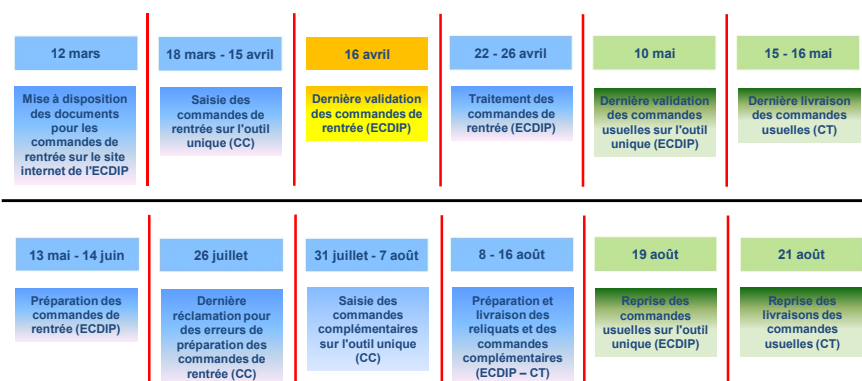 12 mars
Mise à disposition
des documents
pour les
commandes de
rentrée sur le site
internet de l'ECDIP
18 mars - 15 avril
Saisie des
commandes de
rentrée sur l'outil
unique (CC)
16 avril
Dernière validation
des commandes de
rentrée (ECDIP)
22 - 26 avril
Traitement des
commandes de
rentrée (ECDIP)
10 mai
Dernière validation
des commandes
usuelles sur l'outil
unique (ECDIP)
15 - 16 mai
Dernière livraison
des commandes
usuelles (CT)
13 mai - 14 juin
Préparation des
commandes de
rentrée (ECDIP)
26 juillet
Dernière
réclamation pour
des erreurs de
préparation des
commandes de
rentrée (CC)
31 juillet - 7 août
Saisie des
commandes
complémentaires
sur l'outil unique
(CC)
8 - 16 août
Préparation et
livraison des
reliquats et des
commandes
complémentaires
(ECDIP – CT)
19 août
Reprise des
commandes
usuelles sur l'outil
unique (ECDIP)
21 août
Reprise des
livraisons des
commandes
usuelles (CT)